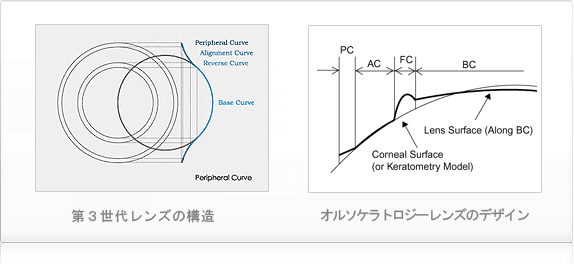 Peripheral Curve
Alignment Curve
Reverse Curve
Base Curve
Peripheral Curve
第３世代レンズの構造
PC
AC
FC
BC
Lens Surface (Along BC)
Corneal Surface
(or Keratometry Model)
オルソケラトロジーレンズのデザイン